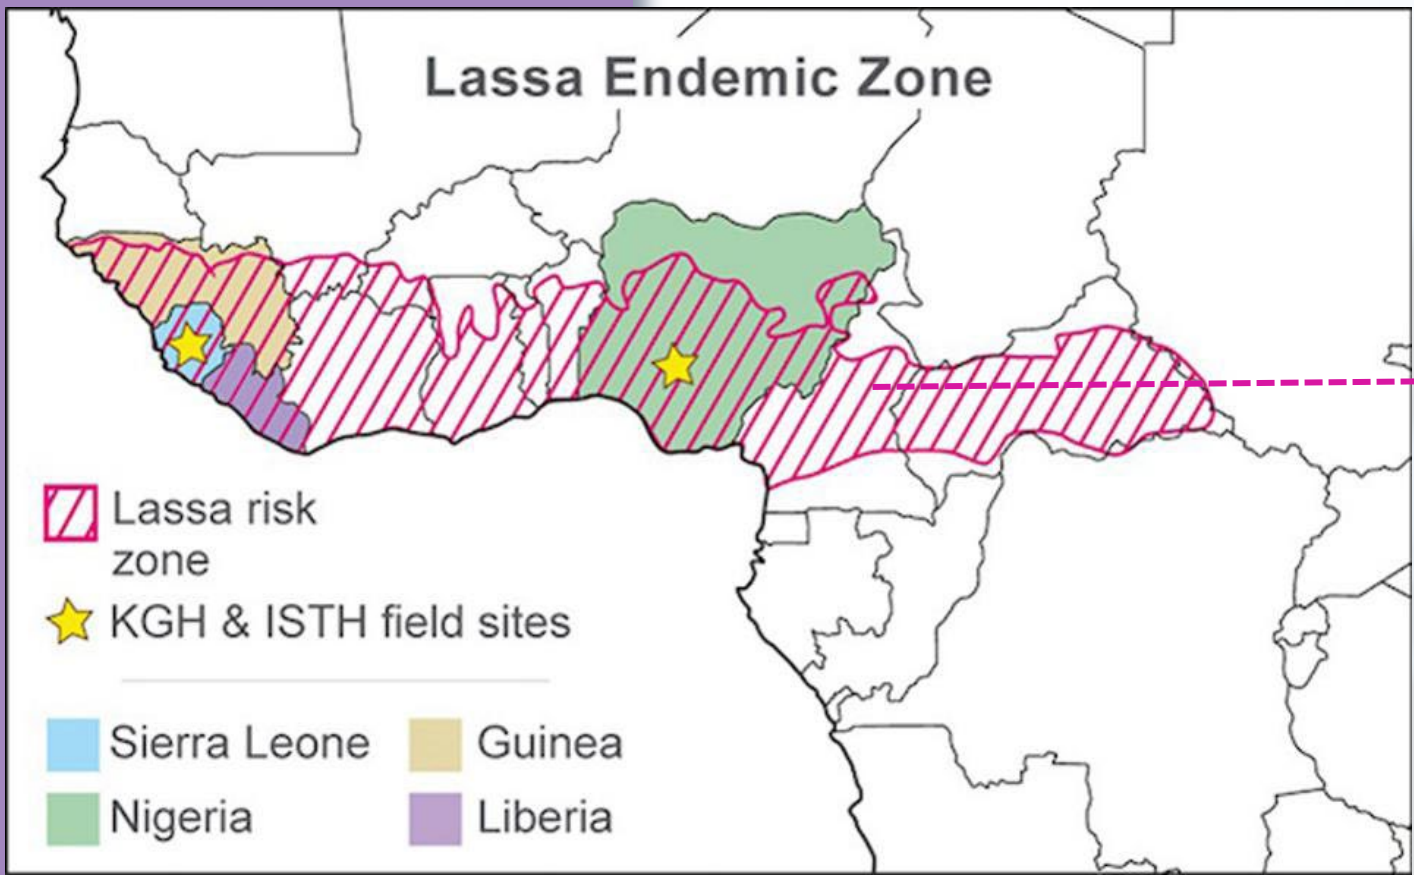 Lassa Endemic Zone
Lassa risk
zone
KGH & ISTH field sites
Sierra Leone
Guinea
Nigeria
Liberia